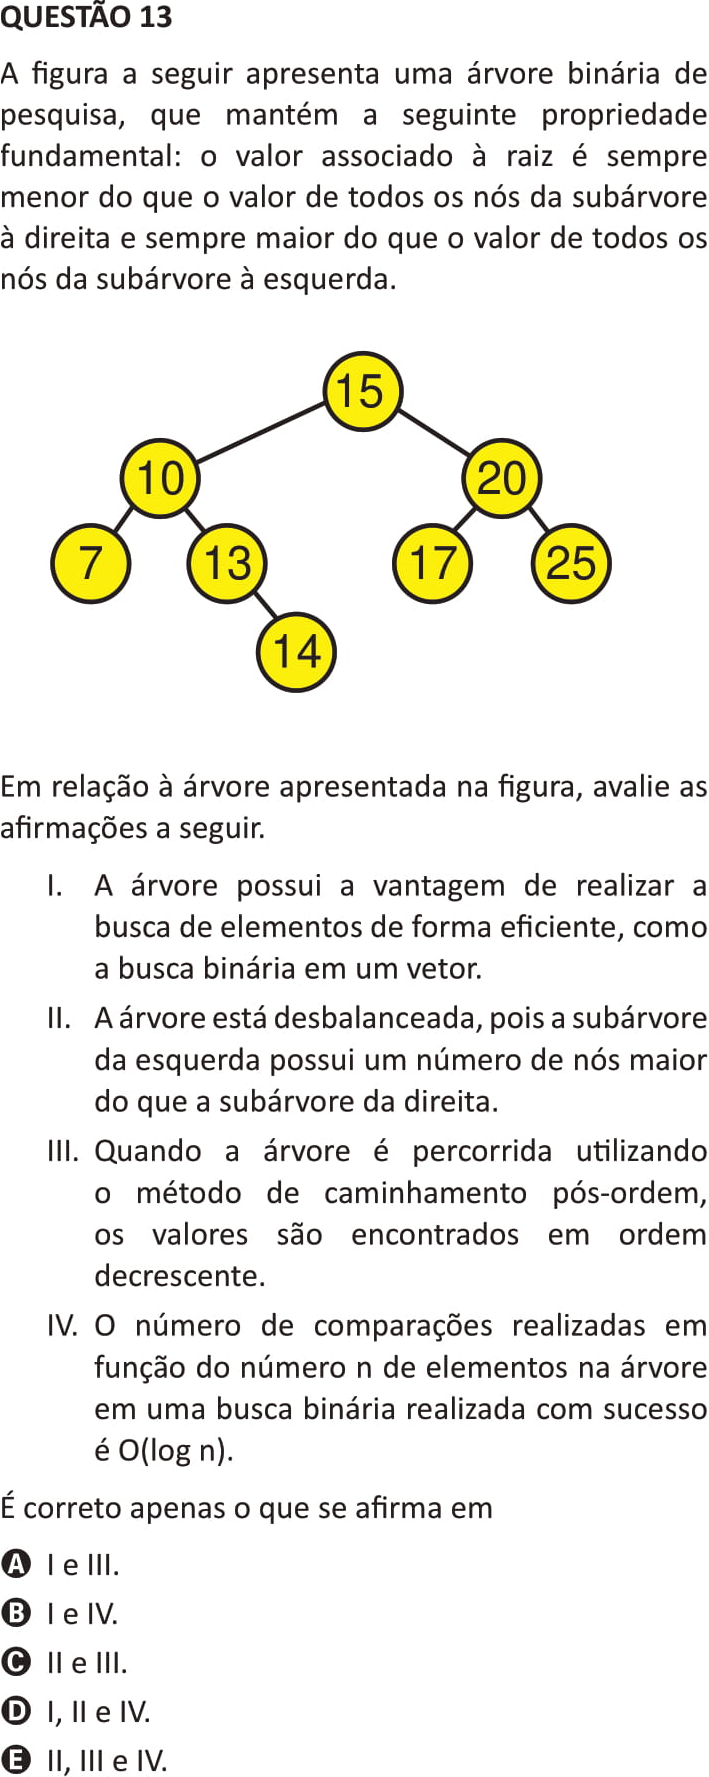 QUESTÃO 13
A figura a seguir apresenta uma árvore binária de
pesquisa, que mantém a seguinte propriedade
fundamental: o valor associado à raiz é sempre
menor do que o valor de todos os nós da subárvore
à direita e sempre maior do que o valor de todos os
nós da subárvore à esquerda.
15
10 20
7 13 17 25
14
Em relação à árvore apresentada na figura, avalie as
afirmações a seguir.
I. A árvore possui a vantagem de realizar a
busca de elementos de forma eficiente, como
a busca binária em um vetor.
II. A árvore está desbalanceada, pois a subárvore
da esquerda possui um número de nós maior
do que a subárvore da direita.
III. Quando a árvore é percorrida utilizando
o método de caminhamento pós-ordem,
os valores são encontrados em ordem
decrescente.
IV. O número de comparações realizadas em
função do número n de elementos na árvore
em uma busca binária realizada com sucesso
é O(log n).
É correto apenas o que se afirma em
A I e III.
B I e IV.
C II e III.
D I, II e IV.
E II, III e IV.